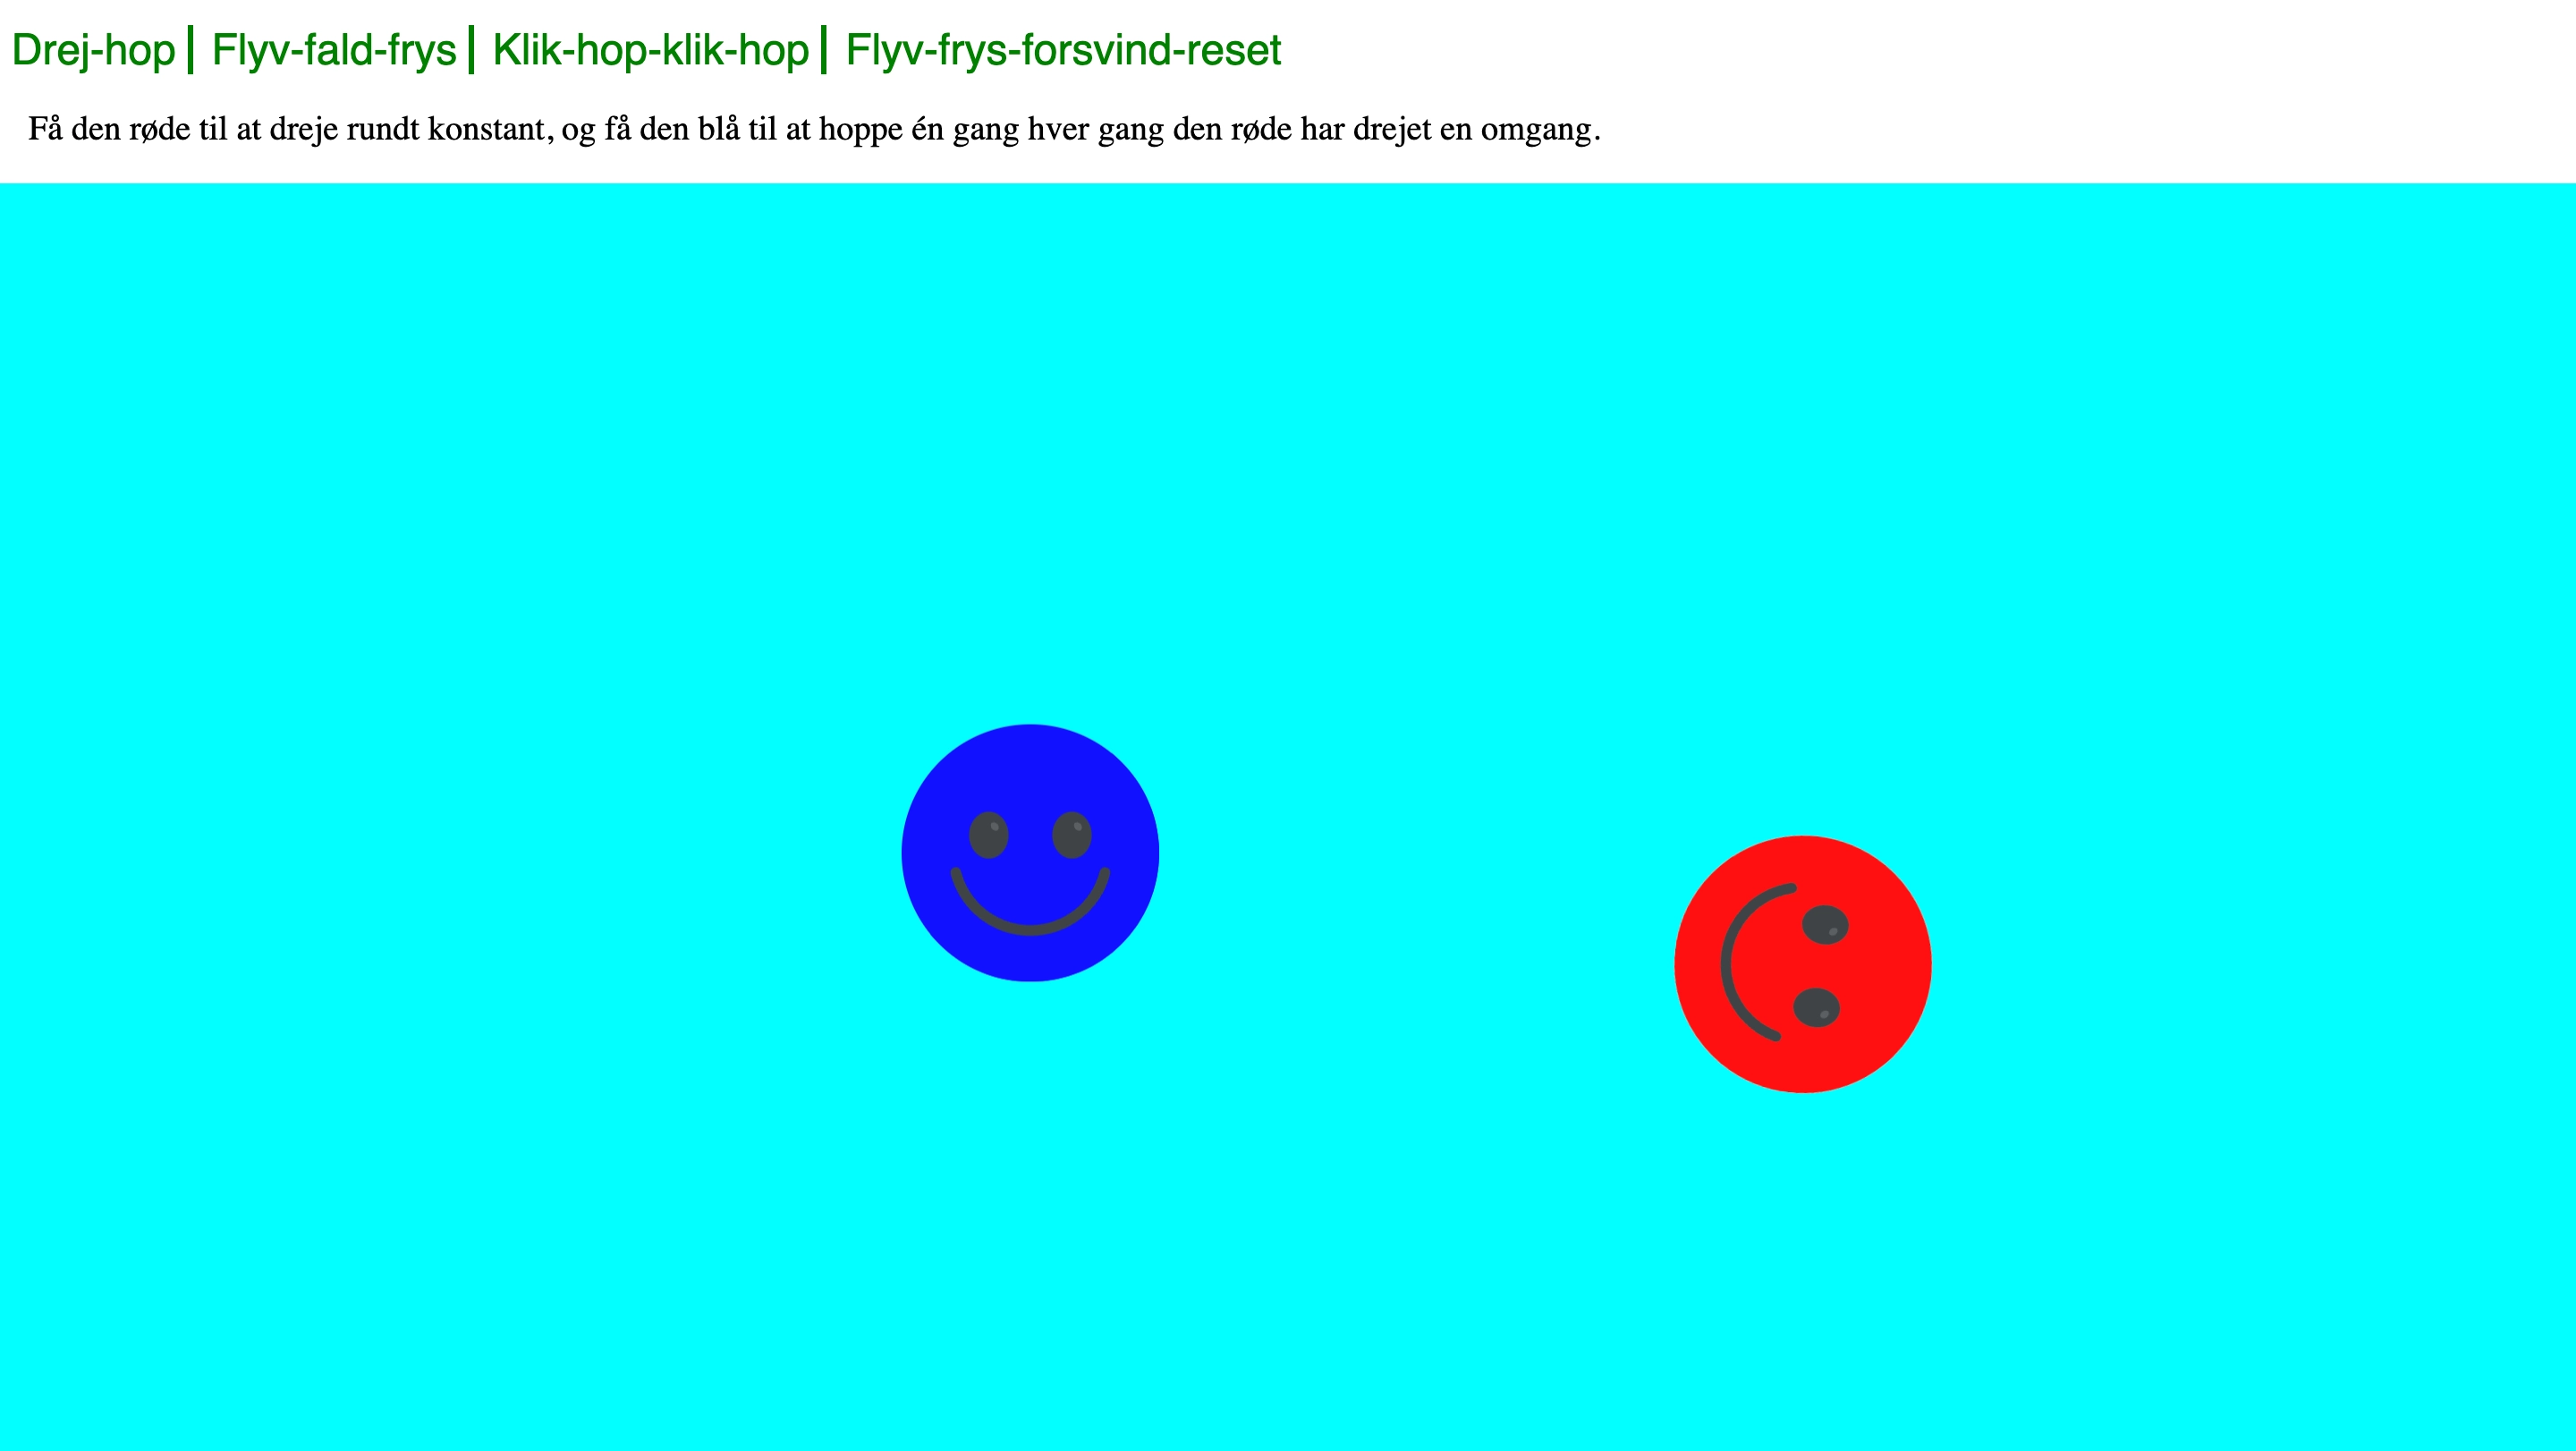 Drej-hop | Flyv-fald-frys | Klik-hop-klik-hop | Flyv-frys-forsvind-reset
Få den røde til at dreje rundt konstant, og få den blå til at hoppe én gang hver gang den røde har drejet en omgang.